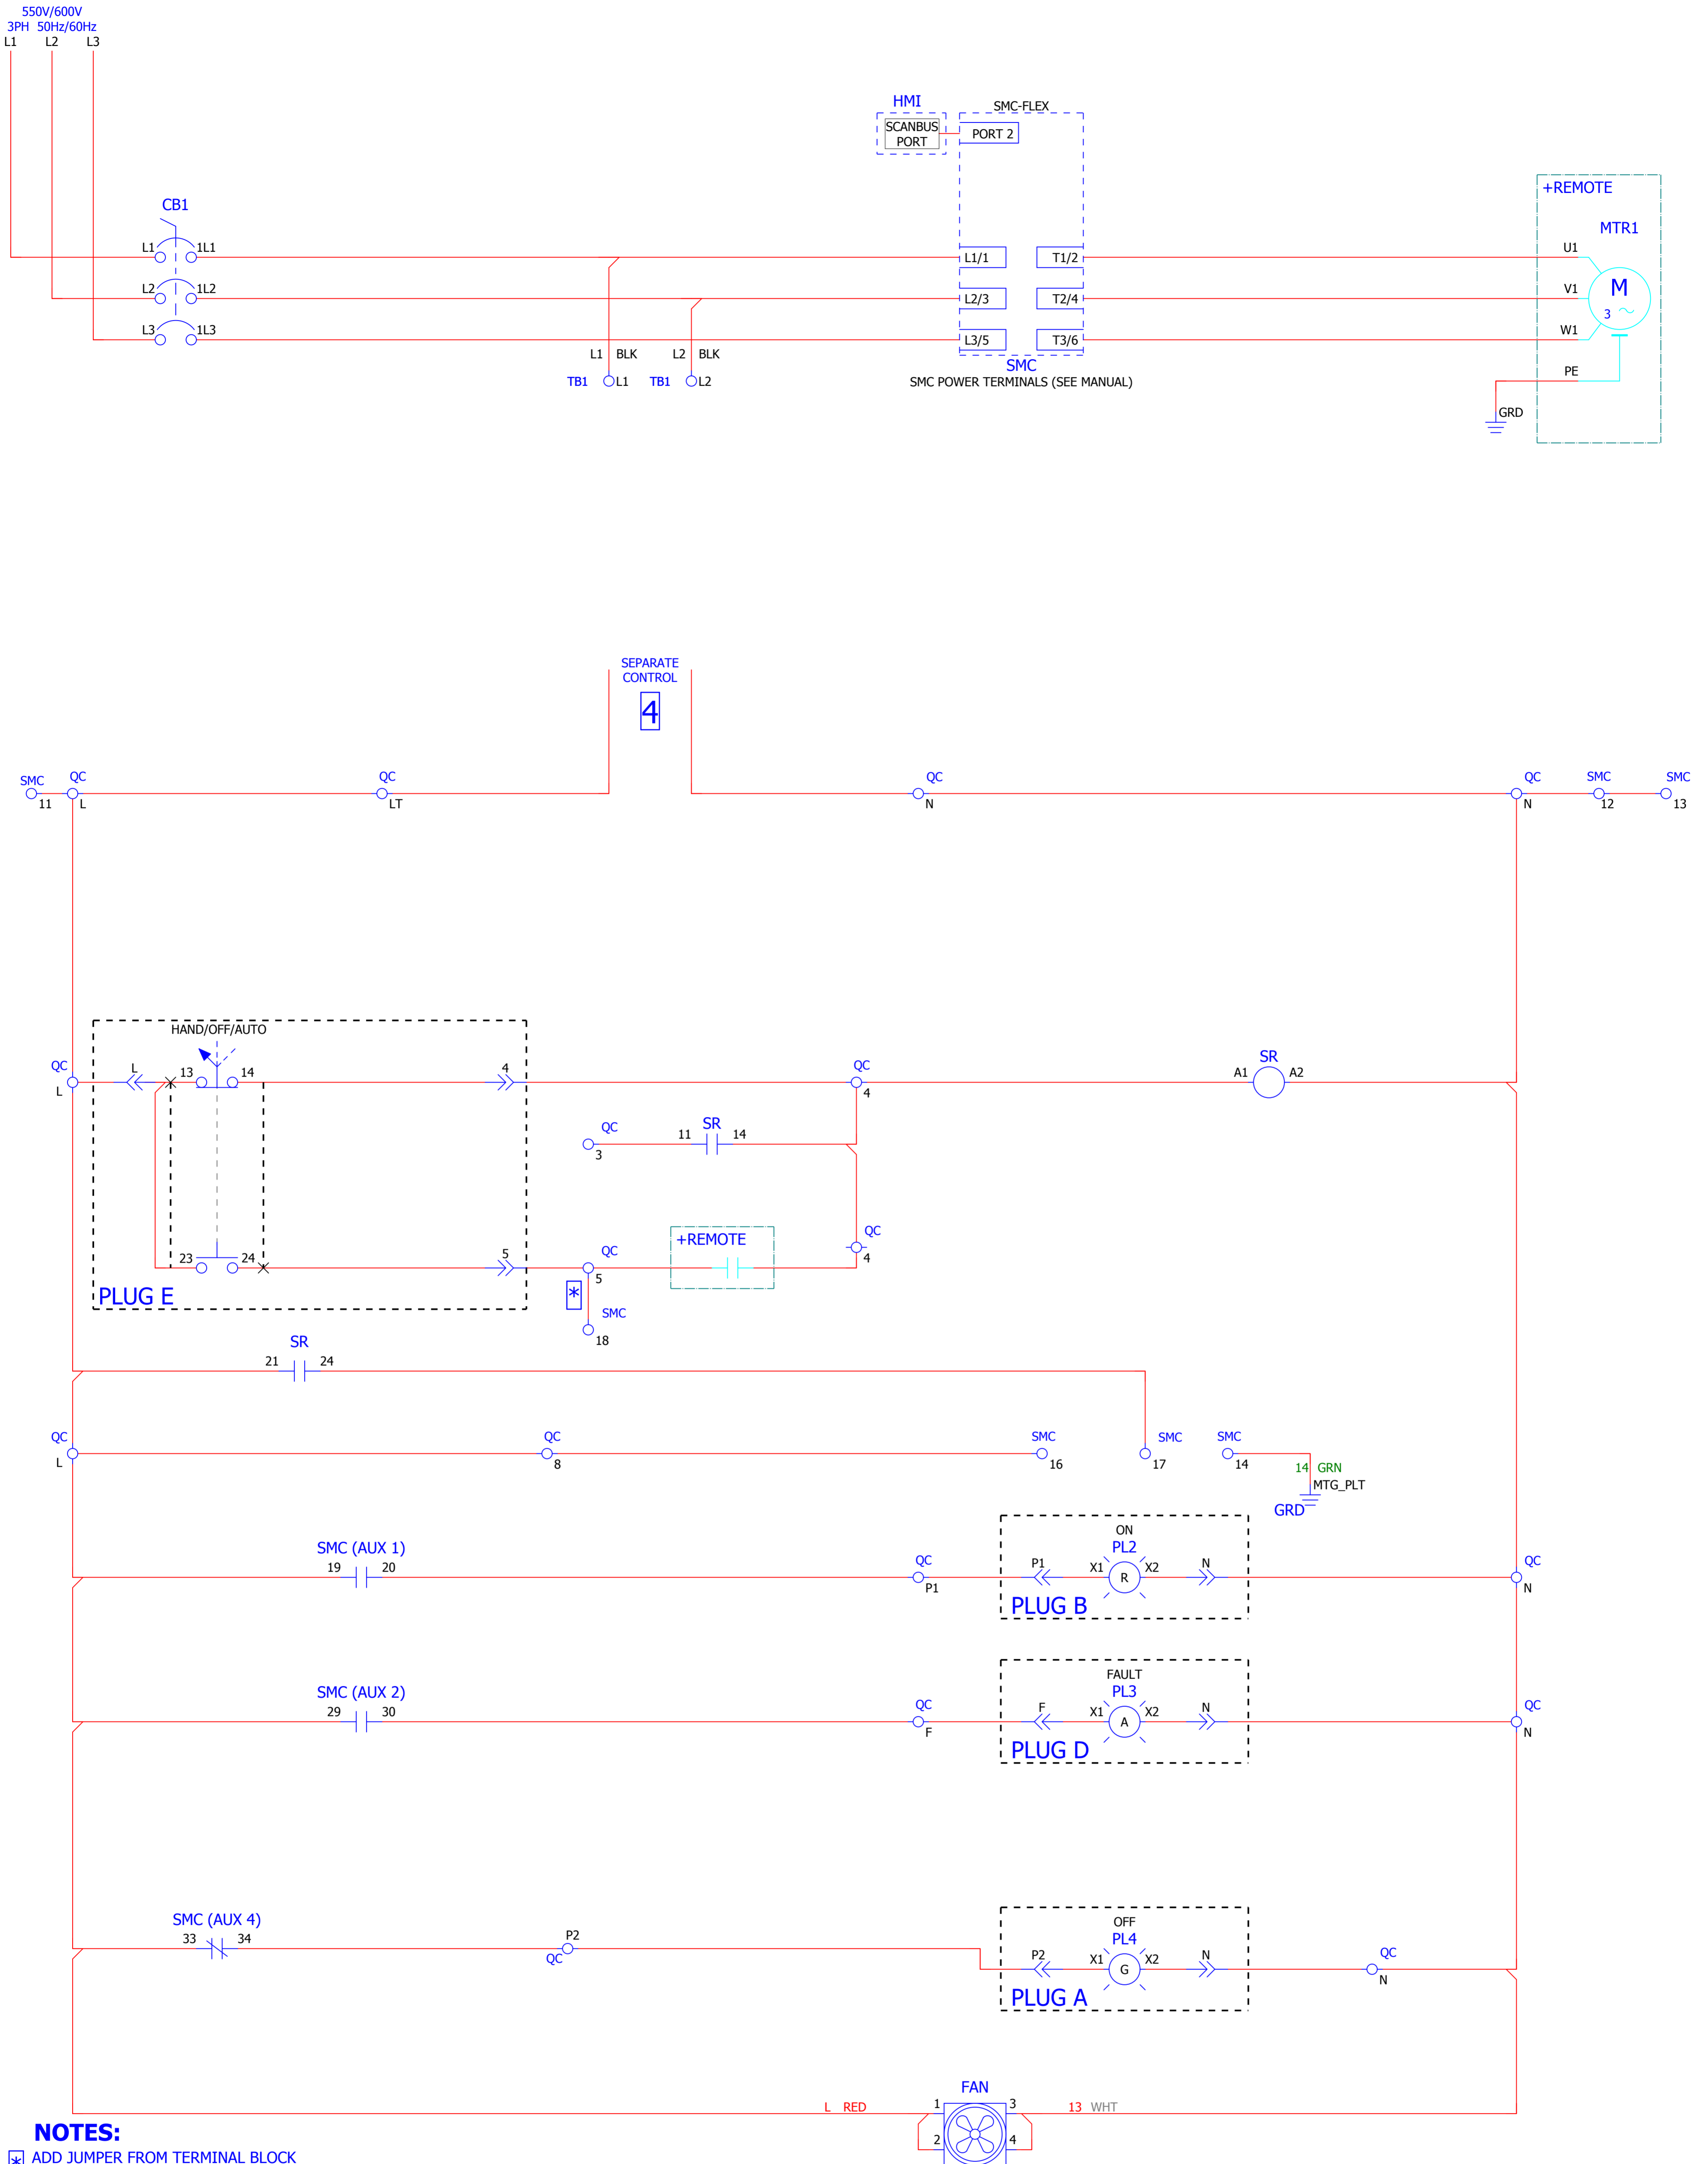 550V/600V
3PH 50Hz/60Hz
L1 L2 L3
HMI
SCANBUS
PORT
SMC-FLEX
PORT 2
CB1
L1 1L1
L2 1L2
L3 1L3
L1/1 T1/2
L2/3 T2/4
L3/5 T3/6
SMC
SMC POWER TERMINALS (SEE MANUAL)
+REMOTE
MTR1
U1
V1
W1
M
3
PE
GRD
L1 BLK
L2 BLK
TB1 L1
TB1 L2
SEPARATE
CONTROL
4
SMC
11
QC
L
QC
LT
QC
N
QC
N
SMC
12
SMC
13
HAND/OFF/AUTO
QC
L
L
13 14
4
QC
4
SR
A1 A2
QC
3
SR
11 14
QC
4
23 24
5
QC
5
+REMOTE
PLUG E
*
SMC
18
SR
21 24
QC
L
QC
8
SMC
16
SMC
17
SMC
14
14 GRN
MTG_PLT
GRD
SMC (AUX 1)
19 20
QC
P1
ON
PL2
P1 X1 R X2 N
PLUG B
QC
N
SMC (AUX 2)
29 30
QC
F
FAULT
PL3
F X1 A X2 N
PLUG D
QC
N
SMC (AUX 4)
33 34
P2
QC
OFF
PL4
P2 X1 G X2 N
PLUG A
QC
N
FAN
L RED
1 3
13 WHT
2 4
NOTES:
* ADD JUMPER FROM TERMINAL BLOCK